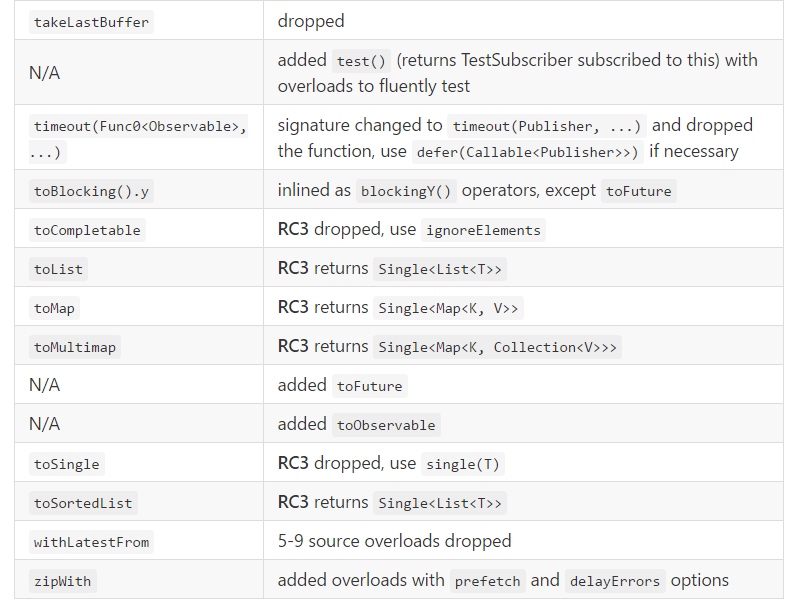 takeLastBuffer dropped
N/A added test() (returns TestSubscriber subscribed to this) with
overloads to fluently test
timeout(Func0<Observable>, signature changed to timeout(Publisher, ...) and dropped
...) the function, use defer(Callable<Publisher>>) if necessary
toBlocking().y inlined as blockingY() operators, except toFuture
toCompletable RC3 dropped, use ignoreElements
toList RC3 returns Single<List<T>>
toMap RC3 returns Single<Map<K, V>>
toMultimap RC3 returns Single<Map<K, Collection<V>>>
N/A added toFuture
N/A added toObservable
toSingle RC3 dropped, use single(T)
toSortedList RC3 returns Single<List<T>>
withLatestFrom 5-9 source overloads dropped
zipWith added overloads with prefetch and delayErrors options